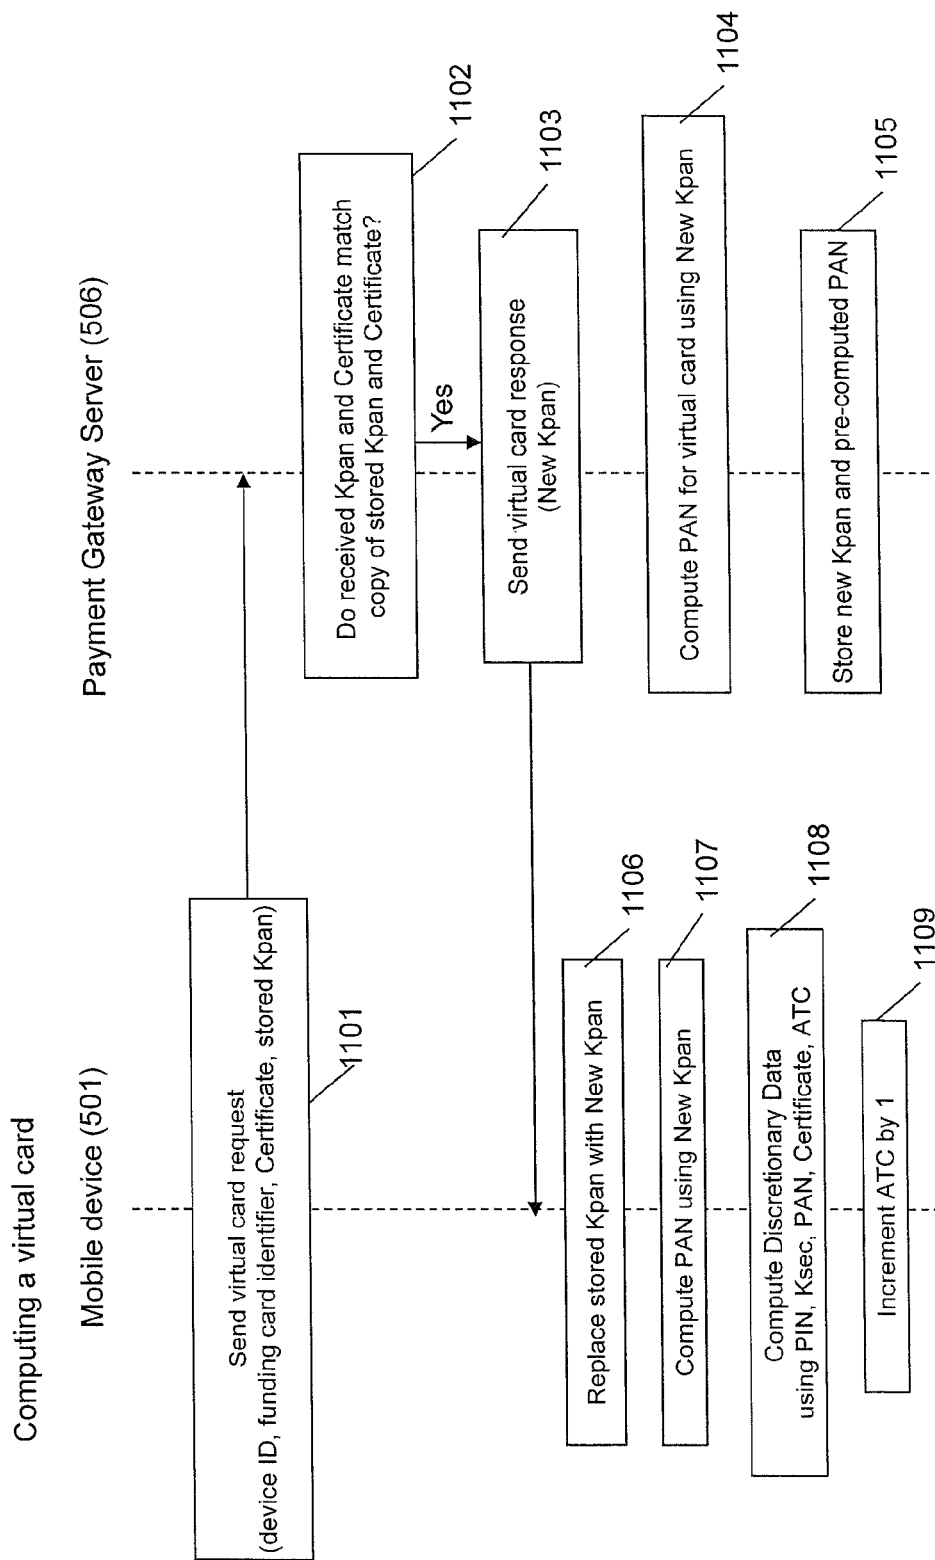 Computing a virtual card
Mobile device (501)
Payment Gateway Server (506)
Send virtual card request
(device ID, funding card identifier, Certificate, stored Kpan)
1101
Do received Kpan and Certificate match
copy of stored Kpan and Certificate?
1102
Yes
Send virtual card response
(New Kpan)
1103
Compute PAN for virtual card using New Kpan
1104
Store new Kpan and pre-computed PAN
1105
Replace stored Kpan with New Kpan
1106
Compute PAN using New Kpan
1107
Compute Discretionary Data
using PIN, Ksec, PAN, Certificate, ATC
1108
Increment ATC by 1
1109